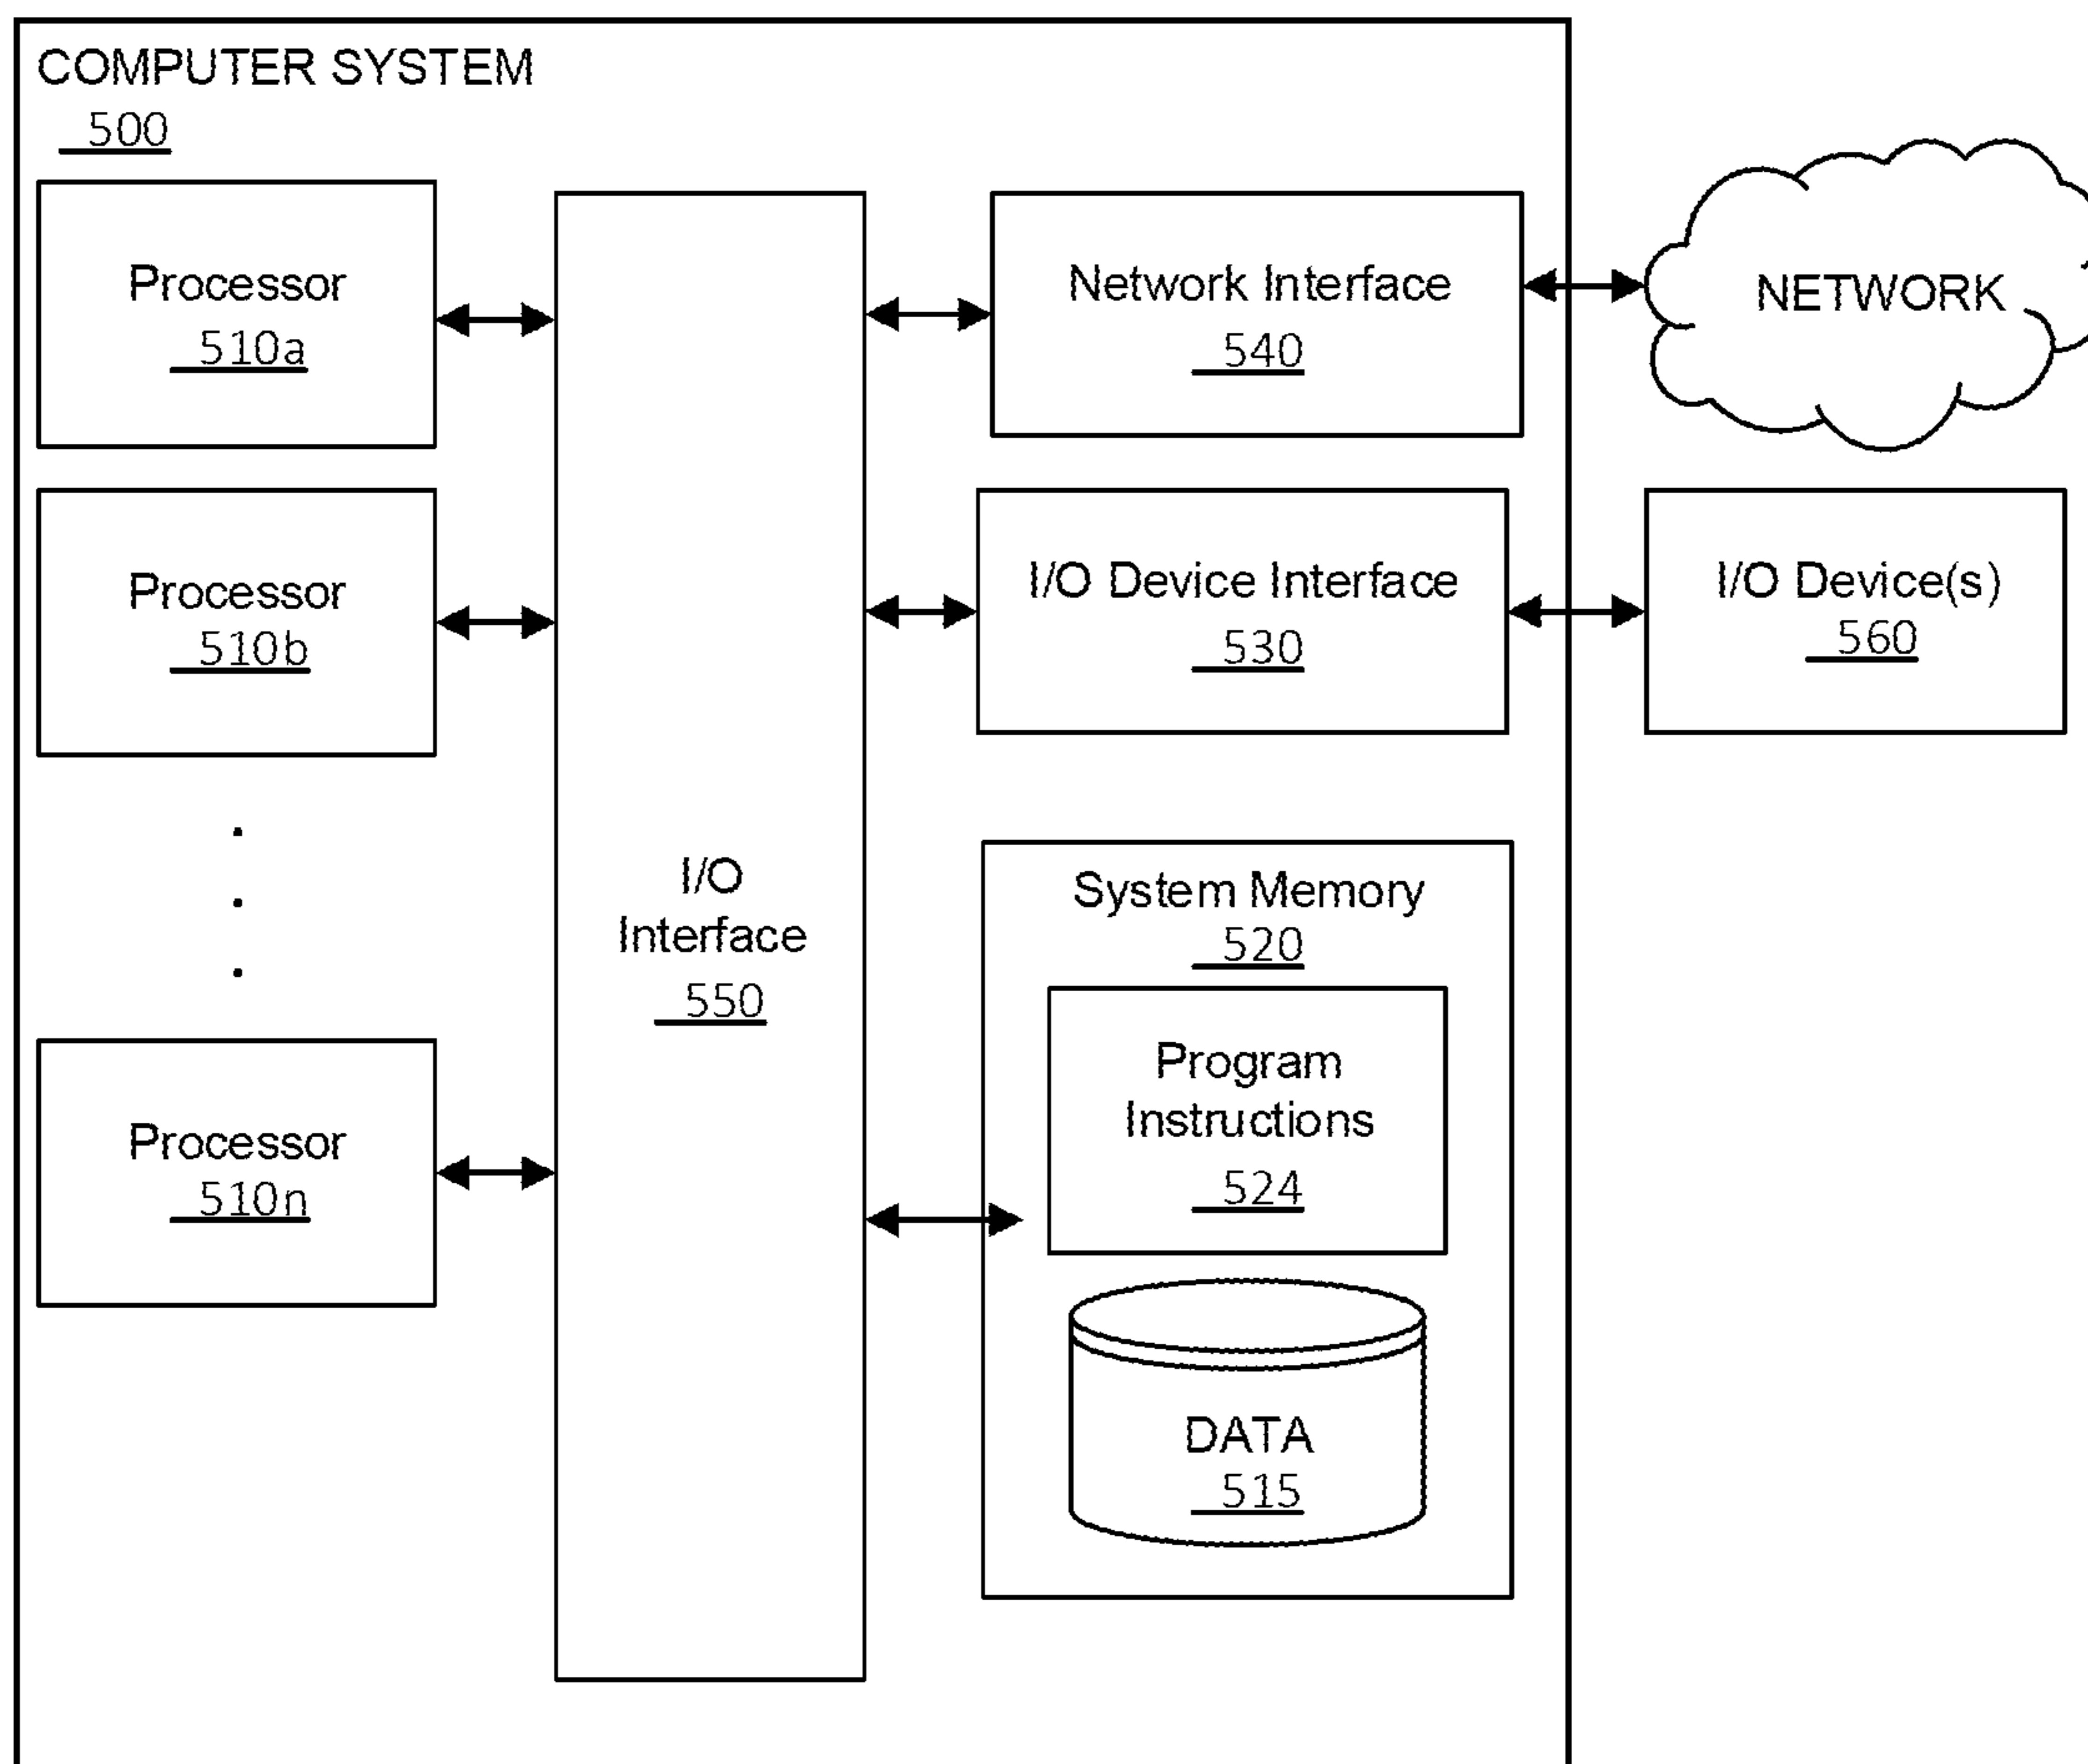 COMPUTER SYSTEM
500
Processor
510a
Processor
510b
Processor
510n
I/O
Interface
550
Network Interface
540
I/O Device Interface
530
System Memory
520
Program
Instructions
524
DATA
515
NETWORK
I/O Device(s)
560